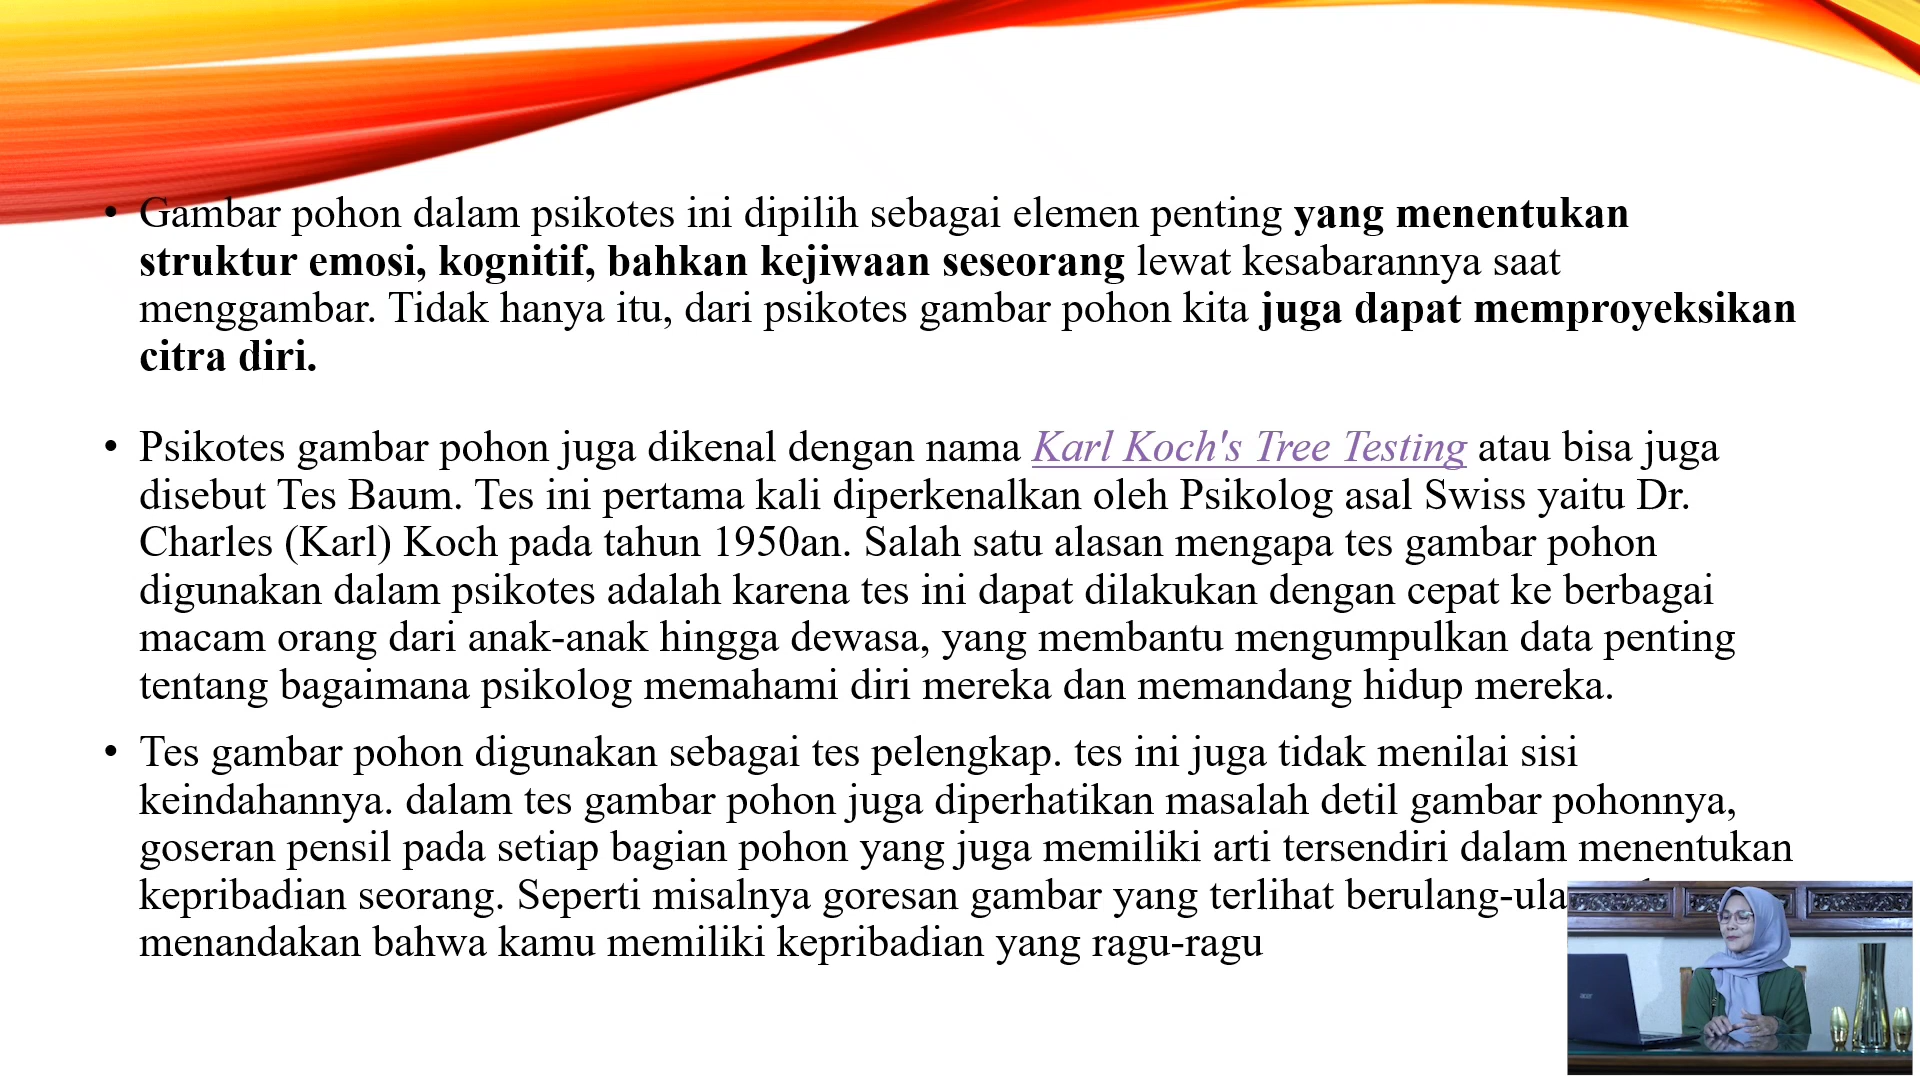 • Gambar pohon dalam psikotes ini dipilih sebagai elemen penting yang menentukan
struktur emosi, kognitif, bahkan kejiwaan seseorang lewat kesabarannya saat
menggambar. Tidak hanya itu, dari psikotes gambar pohon kita juga dapat memproyeksikan
citra diri.
• Psikotes gambar pohon juga dikenal dengan nama Karl Koch's Tree Testing atau bisa juga
disebut Tes Baum. Tes ini pertama kali diperkenalkan oleh Psikolog asal Swiss yaitu Dr.
Charles (Karl) Koch pada tahun 1950an. Salah satu alasan mengapa tes gambar pohon
digunakan dalam psikotes adalah karena tes ini dapat dilakukan dengan cepat ke berbagai
macam orang dari anak-anak hingga dewasa, yang membantu mengumpulkan data penting
tentang bagaimana psikolog memahami diri mereka dan memandang hidup mereka.
• Tes gambar pohon digunakan sebagai tes pelengkap. tes ini juga tidak menilai sisi
keindahannya. dalam tes gambar pohon juga diperhatikan masalah detil gambar pohonnya,
goseran pensil pada setiap bagian pohon yang juga memiliki arti tersendiri dalam menentukan
kepribadian seorang. Seperti misalnya goresan gambar yang terlihat berulang-ula
menandakan bahwa kamu memiliki kepribadian yang ragu-ragu
acer